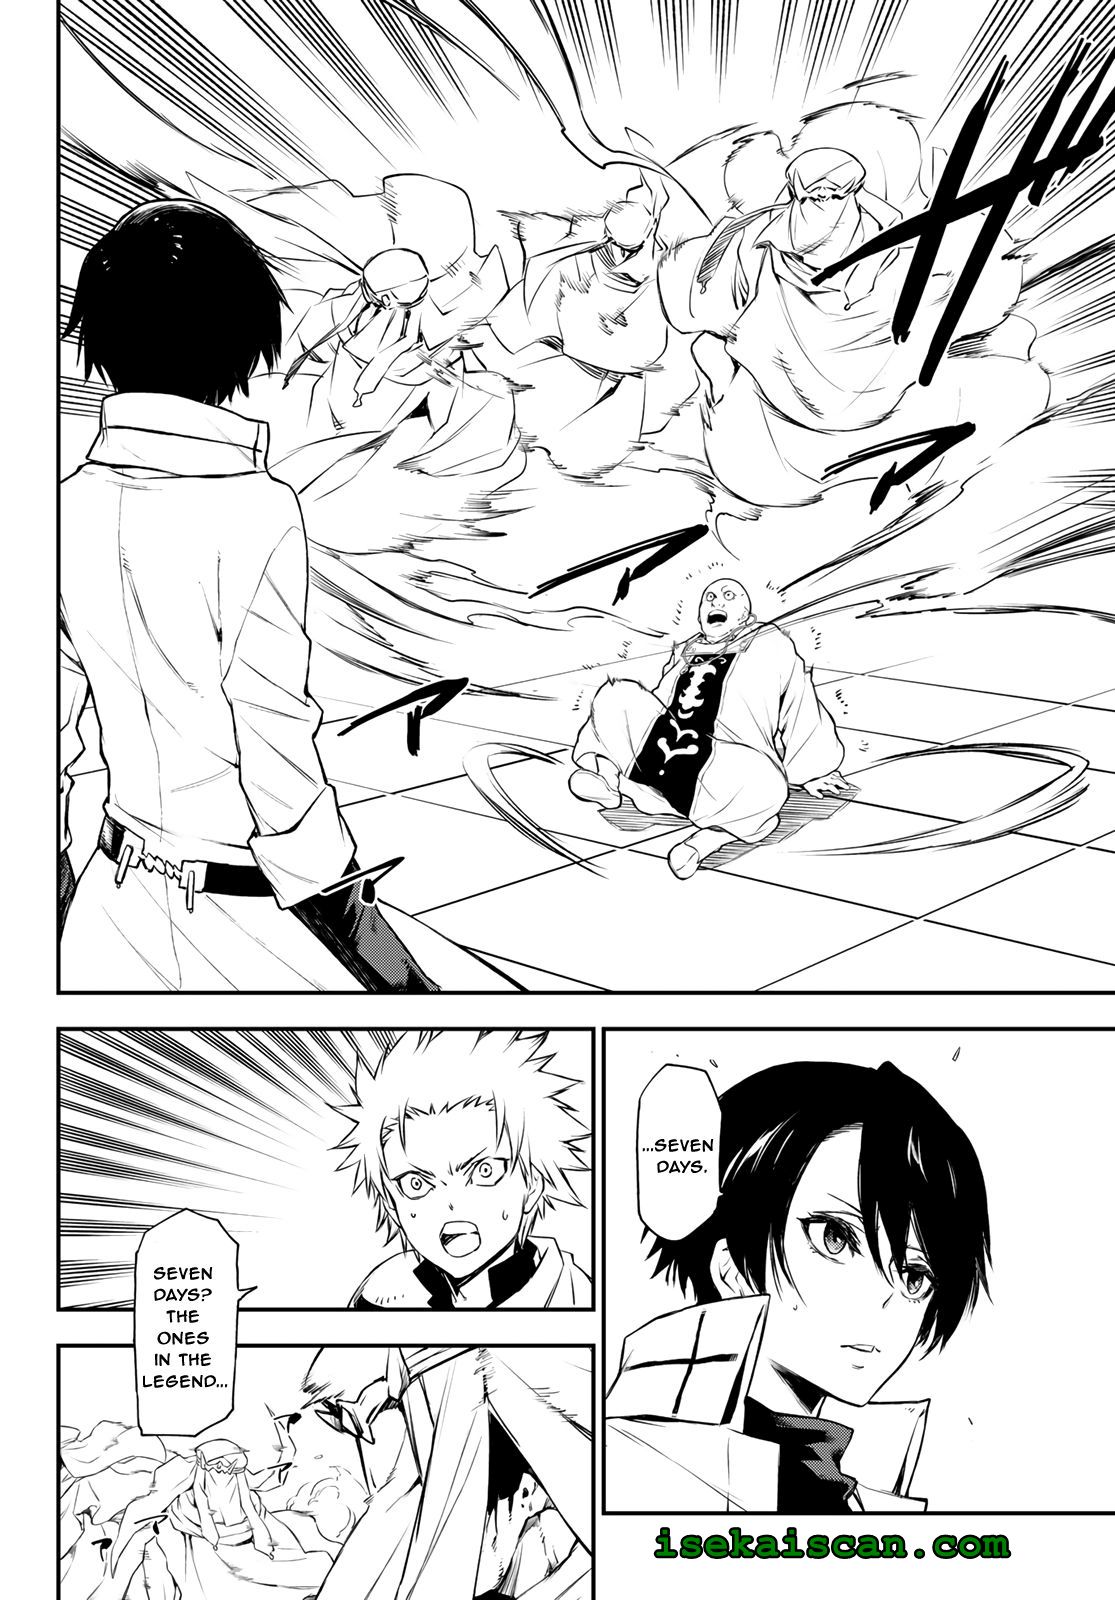 ...SEVEN
DAYS.
SEVEN
DAYS?
THE
ONES
IN THE
LEGEND...
isekaiscan.com